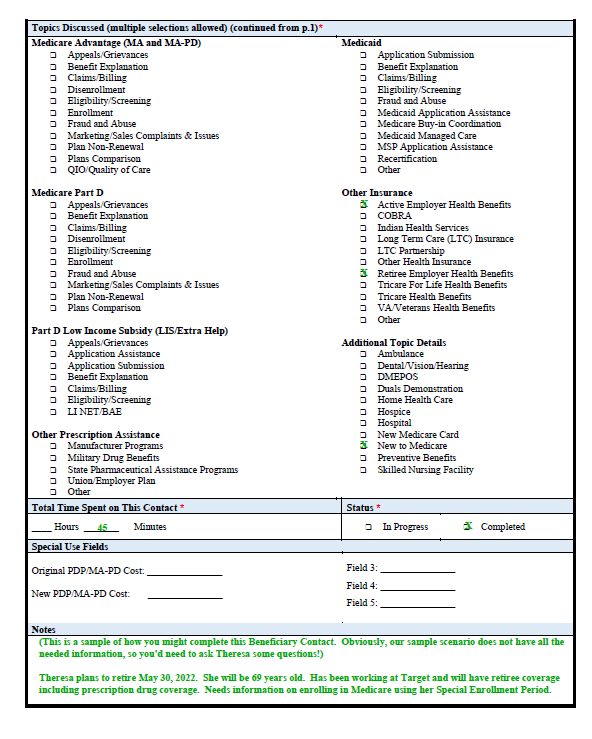 Topics Discussed (multiple selections allowed) (continued from p.1)*
Medicare Advantage (MA and MA-PD)
Appeals/Grievances
Benefit Explanation
Claims/Billing
Disenrollment
Eligibility/Screening
Enrollment
Fraud and Abuse
Marketing/Sales Complaints & Issues
Plan Non-Renewal
Plans Comparison
QIO/Quality of Care
Medicare Part D
Appeals/Grievances
Benefit Explanation
Claims/Billing
Disenrollment
Eligibility/Screening
Enrollment
Fraud and Abuse
Marketing/Sales Complaints & Issues
Plan Non-Renewal
Plans Comparison
Part D Low Income Subsidy (LIS/Extra Help)
Appeals/Grievances
Application Assistance
Application Submission
Benefit Explanation
Claims/Billing
Eligibility/Screening
LI NET/BAE
Other Prescription Assistance
Manufacturer Programs
Military Drug Benefits
State Pharmaceutical Assistance Programs
Union/Employer Plan
Other
Medicaid
Application Submission
Benefit Explanation
Claims/Billing
Eligibility/Screening
Fraud and Abuse
Medicaid Application Assistance
Medicare Buy-in Coordination
Medicaid Managed Care
MSP Application Assistance
Recertification
Other
Other Insurance
X Active Employer Health Benefits
COBRA
Indian Health Services
Long Term Care (LTC) Insurance
LTC Partnership
Other Health Insurance
X Retiree Employer Health Benefits
Tricare For Life Health Benefits
Tricare Health Benefits
VA/Veterans Health Benefits
Other
Additional Topic Details
Ambulance
Dental/Vision/Hearing
DMEPOS
Duals Demonstration
Home Health Care
Hospice
Hospital
New Medicare Card
X New to Medicare
Preventive Benefits
Skilled Nursing Facility
Total Time Spent on This Contact *
____ Hours __45__ Minutes
Status *
In Progress X Completed
Special Use Fields
Original PDP/MA-PD Cost: ______________
New PDP/MA-PD Cost: ______________
Field 3: ______________
Field 4: ______________
Field 5: ______________
Notes
(This is a sample of how you might complete this Beneficiary Contact. Obviously, our sample scenario does not have all the
needed information, so you'd need to ask Theresa some questions!)
Theresa plans to retire May 30, 2022. She will be 69 years old. Has been working at Target and will have retiree coverage
including prescription drug coverage. Needs information on enrolling in Medicare using her Special Enrollment Period.